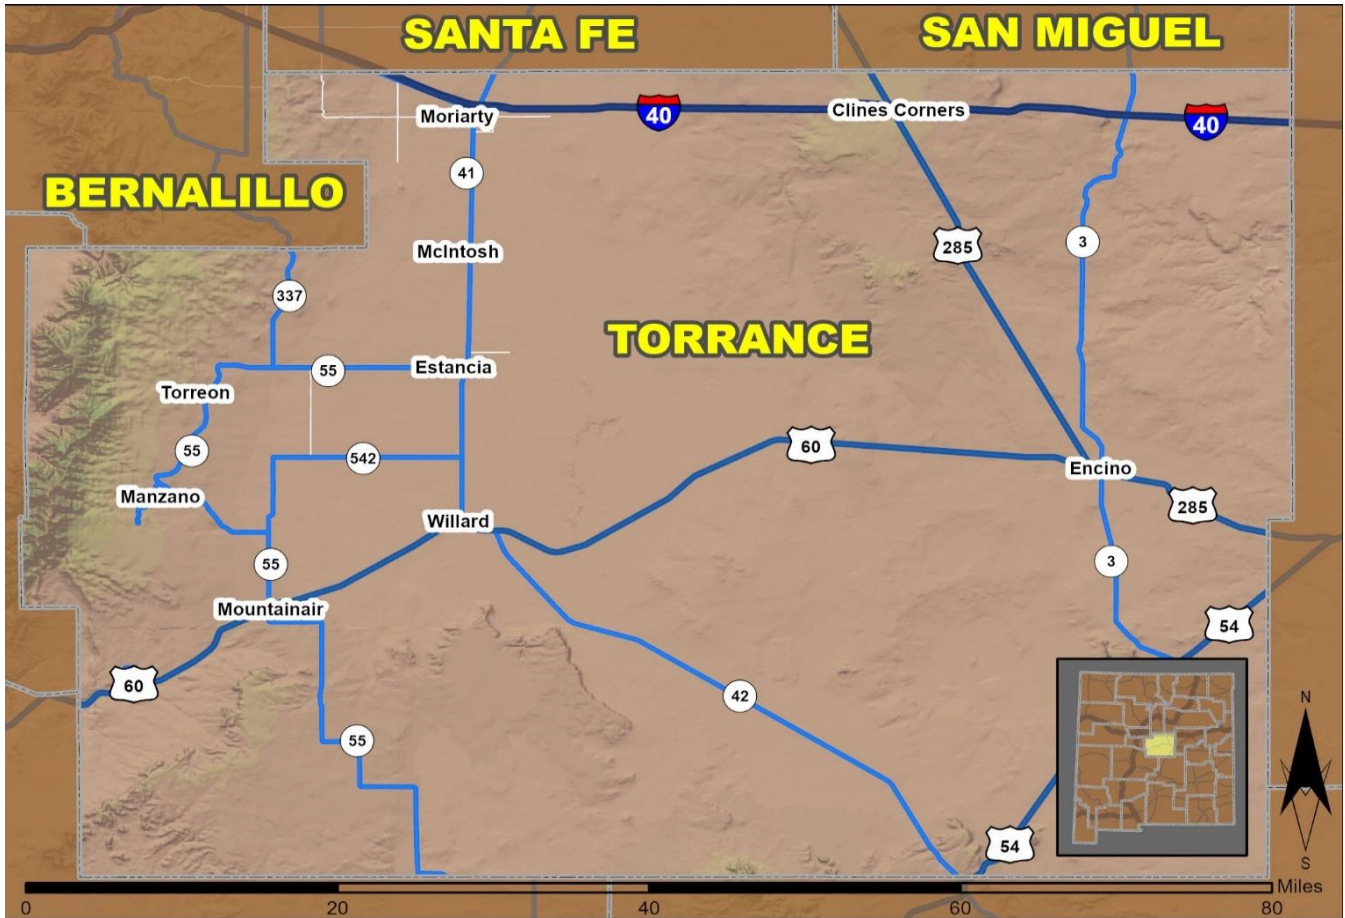 SANTA FE
SAN MIGUEL
Moriarty
40
Clines Corners
40
41
BERNALILLO
McIntosh
285
3
337
TORRANCE
55
Estancia
Torreon
55
542
60
Encino
Manzano
285
Willard
55
3
Mountainair
54
60
42
N
55
54
S
Miles
0
20
40
60
80